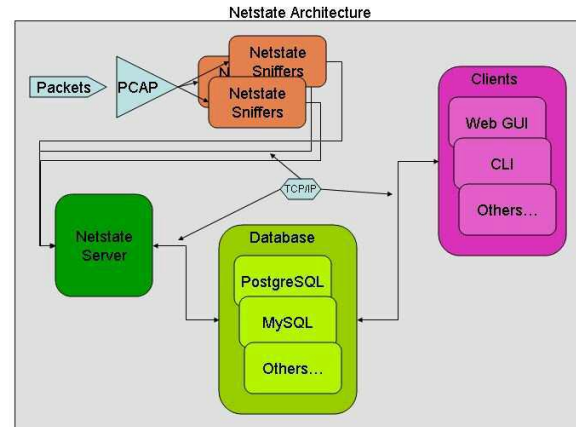 Netstate Architecture
Packets
PCAP
Netstate
Sniffers
N
Netstate
Sniffers
TCP/IP
Netstate
Server
Database
PostgreSQL
MySQL
Others...
Clients
Web GUI
CLI
Others...